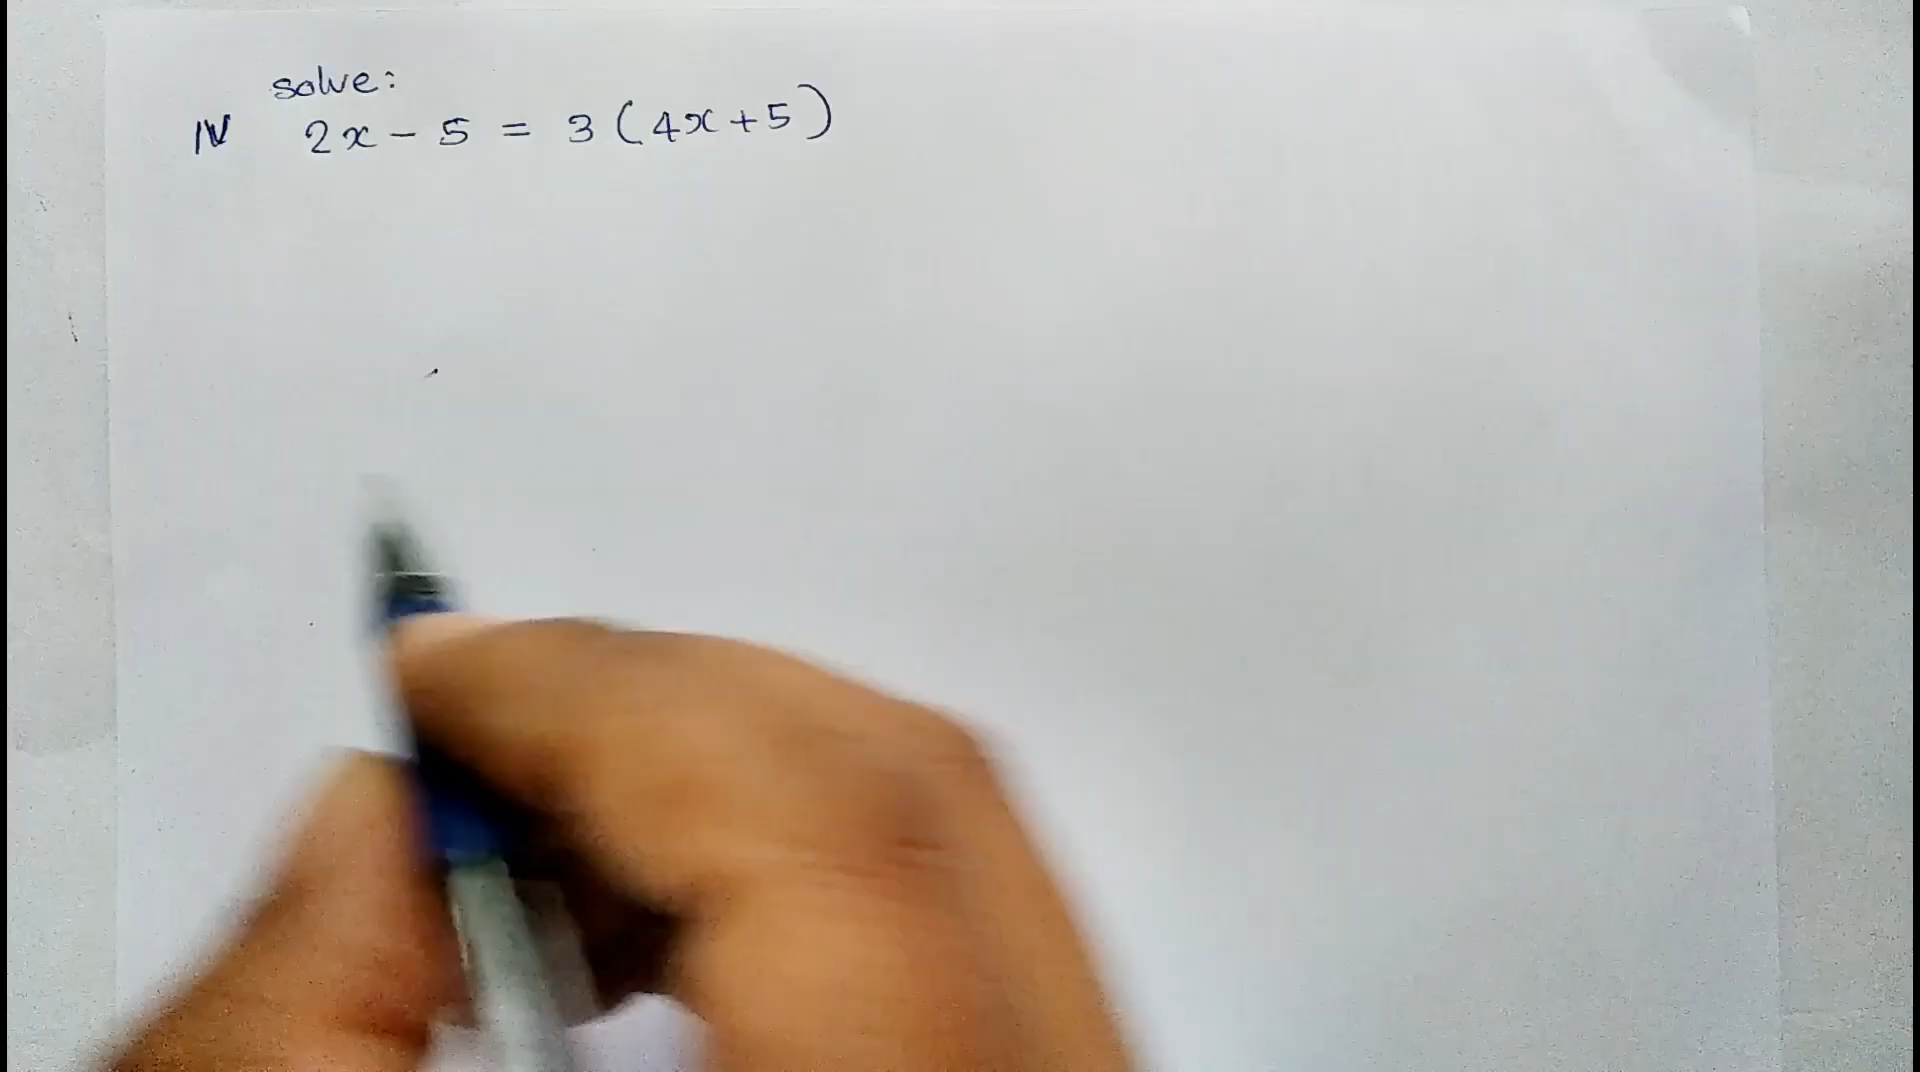 solve:
IV 2x - 5 = 3 (4x + 5)